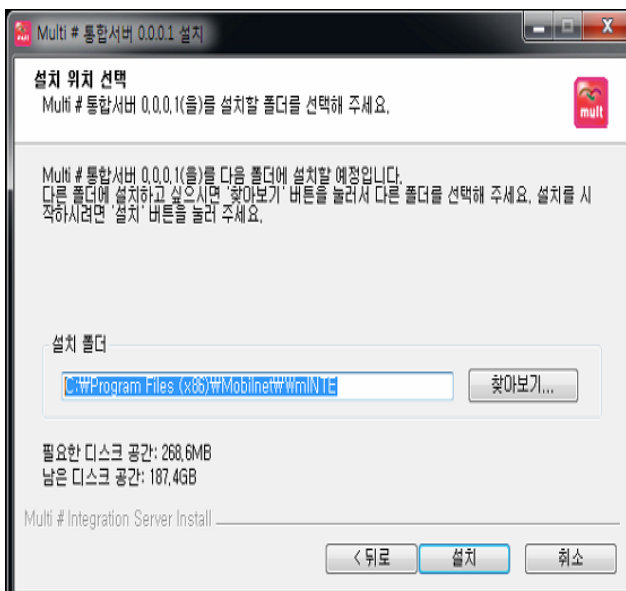 Multi # 통합서버 0.0.0.1 설치
설치 위치 선택
Multi # 통합서버 0.0.0.1(을)를 설치할 폴더를 선택해 주세요.
mult
Multi # 통합서버 0.0.0.1(을)를 다음 폴더에 설치할 예정입니다.
다른 폴더에 설치하고 싶으시면 '찾아보기' 버튼을 눌러서 다른 폴더를 선택해 주세요. 설치를 시
작하시려면 '설치' 버튼을 눌러 주세요.
설치 폴더
C:₩Program Files (x86)₩Mobilnet₩₩mINTE
찾아보기...
필요한 디스크 공간: 268.6MB
남은 디스크 공간: 187.4GB
Multi # Integration Server Install
< 뒤로 설치 취소